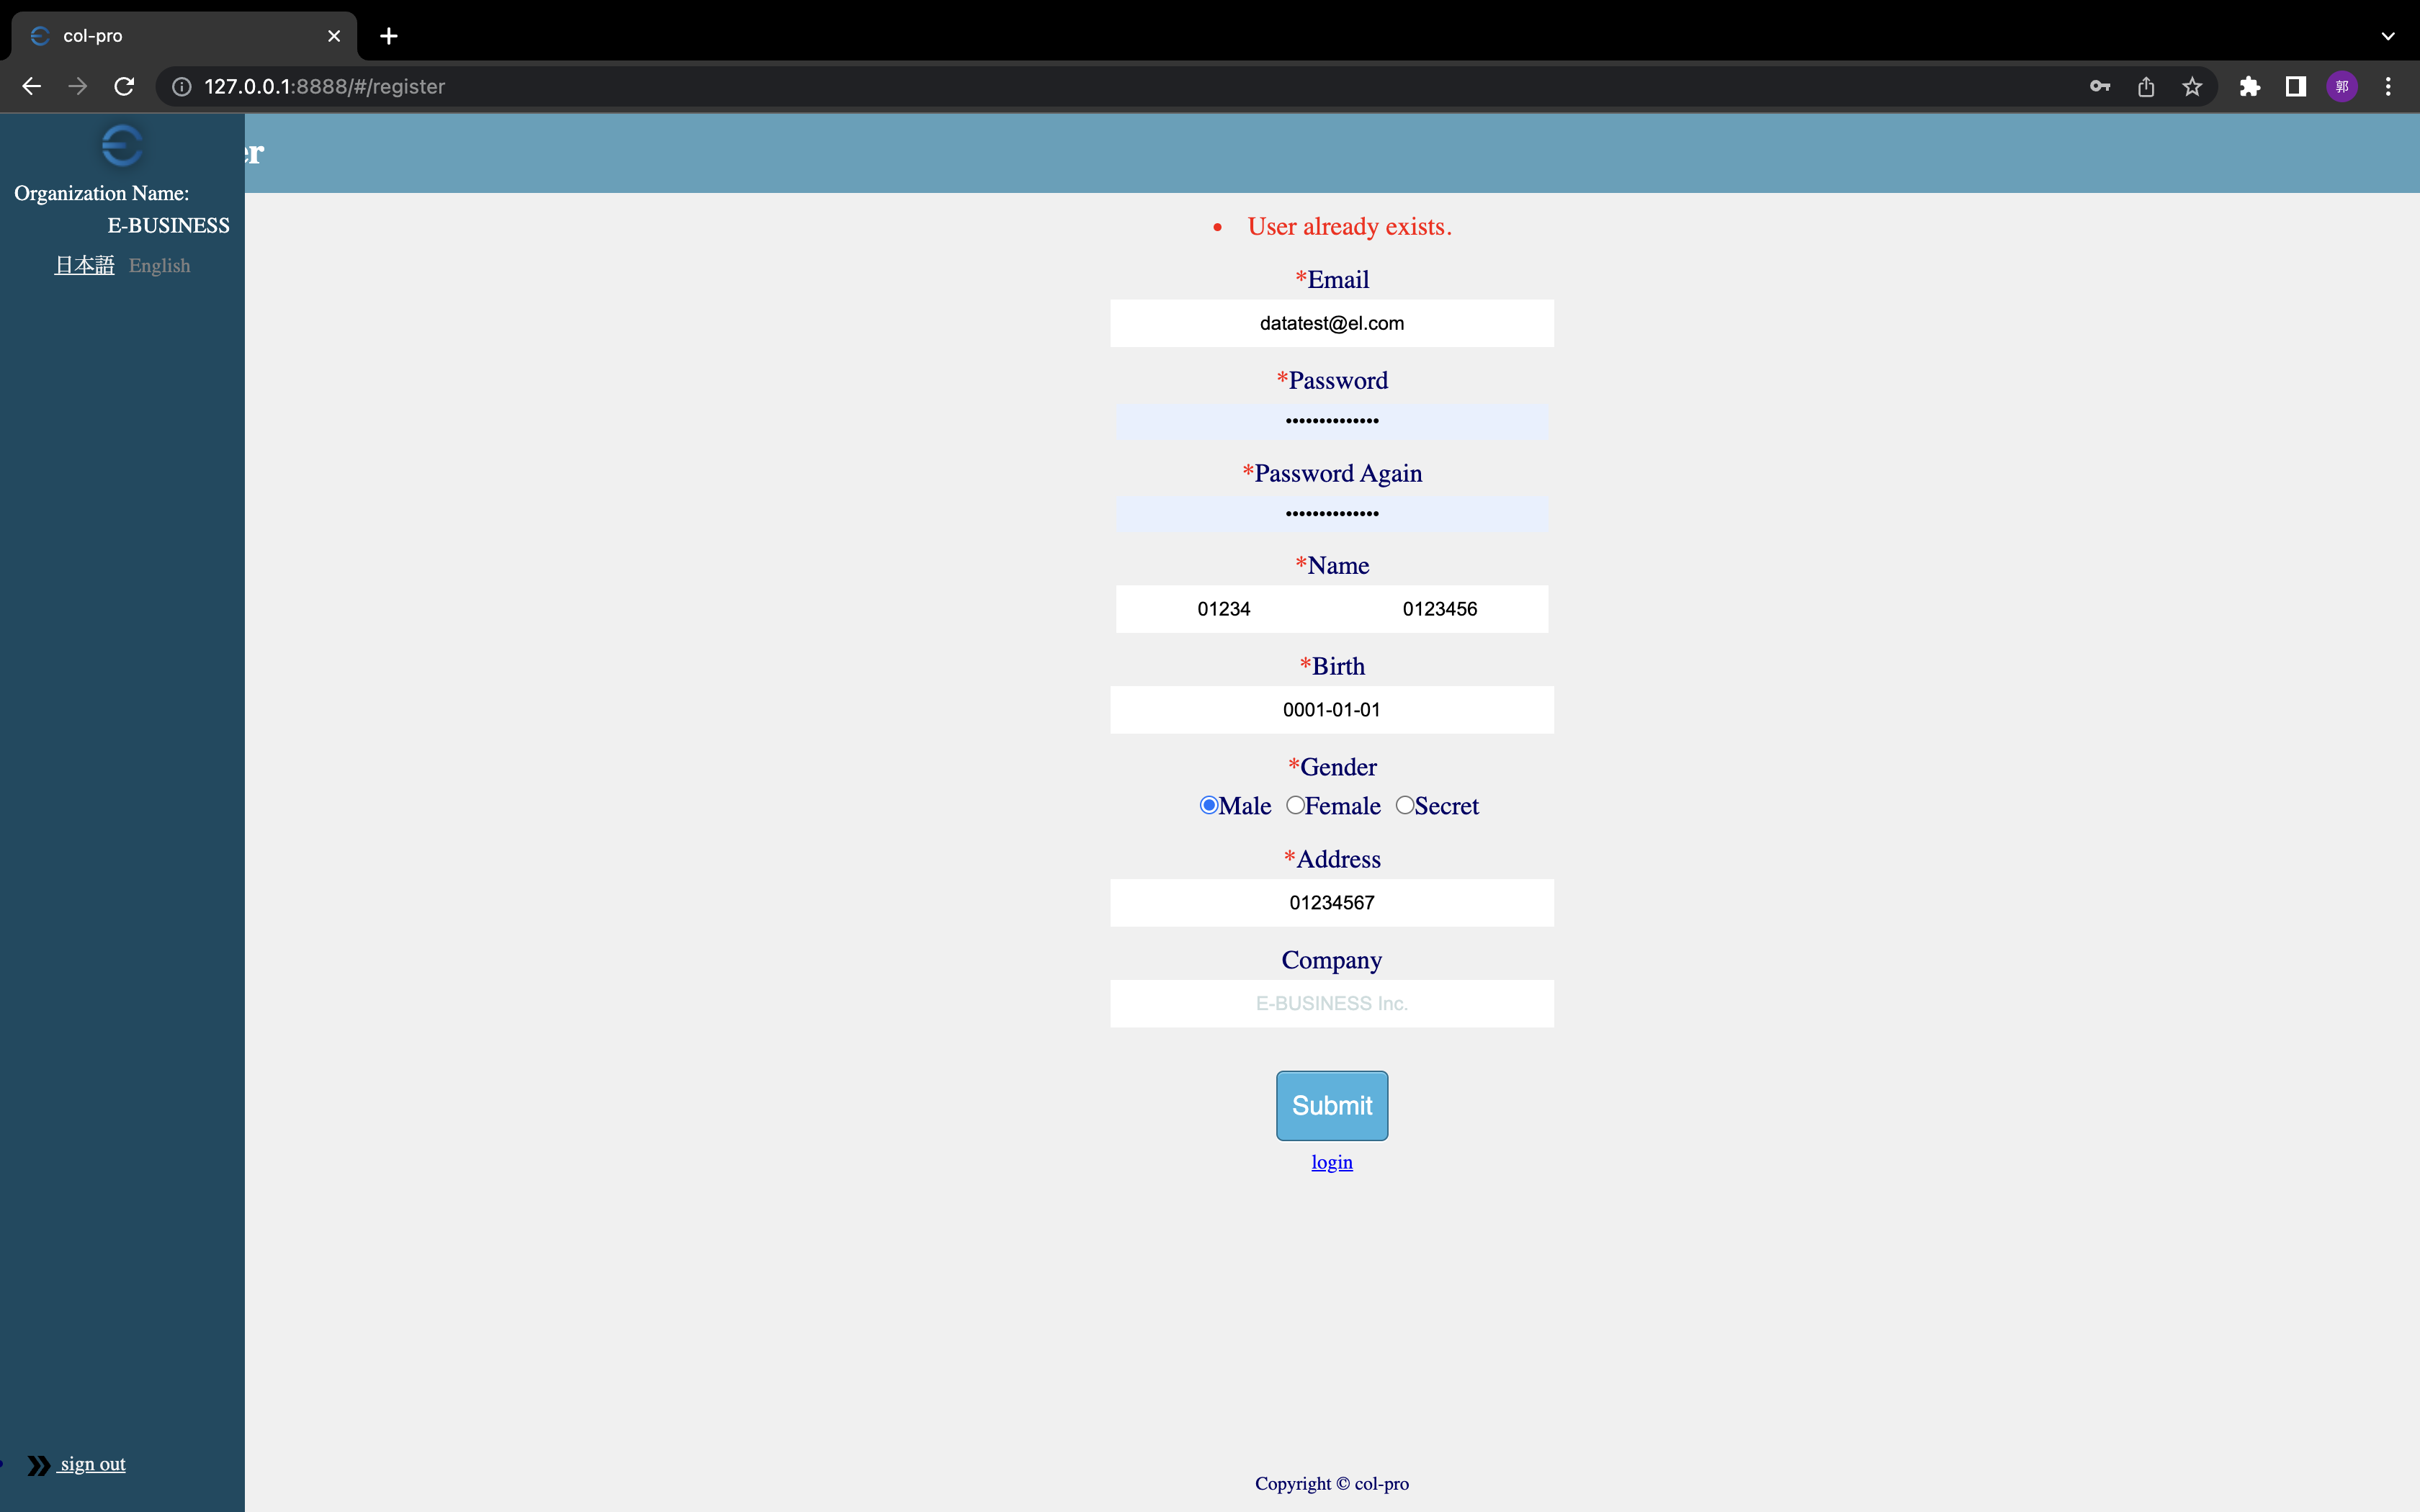 col-pro
127.0.0.1:8888/#/register
郭
er
Organization Name:
E-BUSINESS
日本語 English
User already exists.
*Email
datatest@el.com
*Password
••••••••••••••
*Password Again
••••••••••••••
*Name
01234 0123456
*Birth
0001-01-01
*Gender
Male Female Secret
*Address
01234567
Company
E-BUSINESS Inc.
Submit
login
sign out
Copyright © col-pro